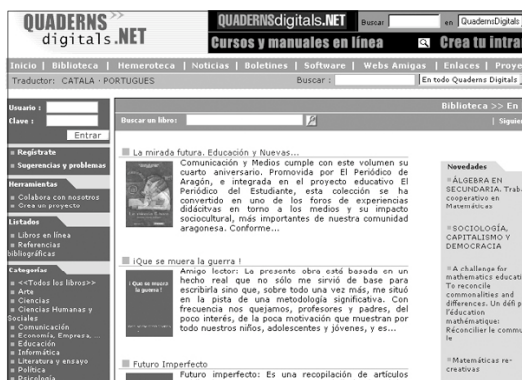 QUADERNS >>
digitals .NET
QUADERNSdigitals.NET Buscar en QuadernsDigitals
Cursos y manuales en línea Crea tu intra
Inicio | Biblioteca | Hemeroteca | Noticias | Boletines | Software | Webs Amigas | Enlaces | Proye
Traductor: CATALA · PORTUGUES Buscar : En todo Quaderns Digitals
Usuario :
Clave :
Entrar
Regístrate
Sugerencias y problemas
Herramientas
Colabora con nosotros
Crea un proyecto
Listados
Libros en línea
Referencias
bibliográficas
Categorías
<<Todos los libros>>
Arte
Ciencias
Ciencias Humanas y
Sociales
Comunicación
Economía, Empresa, ...
Educación
Informática
Literatura y ensayo
Política
Biblioteca >> En
Buscar un libro: | Siguie
La mirada futura. Educación y Nuevas...
Comunicación y Medios cumple con este volumen su
cuarto aniversario. Promovida por El Periódico de
Aragón, e integrada en el proyecto educativo El
Periódico del Estudiante, esta colección se ha
convertido en uno de los foros de experiencias
didácitvas en torno a los medios y su impacto
sociocultural, más importantes de nuestra comunidad
aragonesa. Conforme...
¡Que se muera la guerra !
¡Que se muera
la guerra !
Amigo lector: La presente obra está basada en un
hecho real que no sólo me sirvió de base para
escribirla sino que, sobre todo una vez más, me situó
en la pista de una metodología significativa. Con
frecuencia nos quejamos, profesores y padres, del
poco interés, de la poca motivación que muestran por
todo nuestros niños, adolescentes y jóvenes, y es...
Futuro Imperfecto
Futuro imperfecto: Es una recopilación de artículos
Novedades
ÁLGEBRA EN
SECUNDARIA. Traba
cooperativo en
Matemáticas
SOCIOLOGÍA,
CAPITALISMO Y
DEMOCRACIA
A challenge for
mathematics educati
To reconcile
commonalities and
differences. Un défi p
l'éducation
mathématique:
Réconcilier le commu
le
Matemáticas re-
creativas